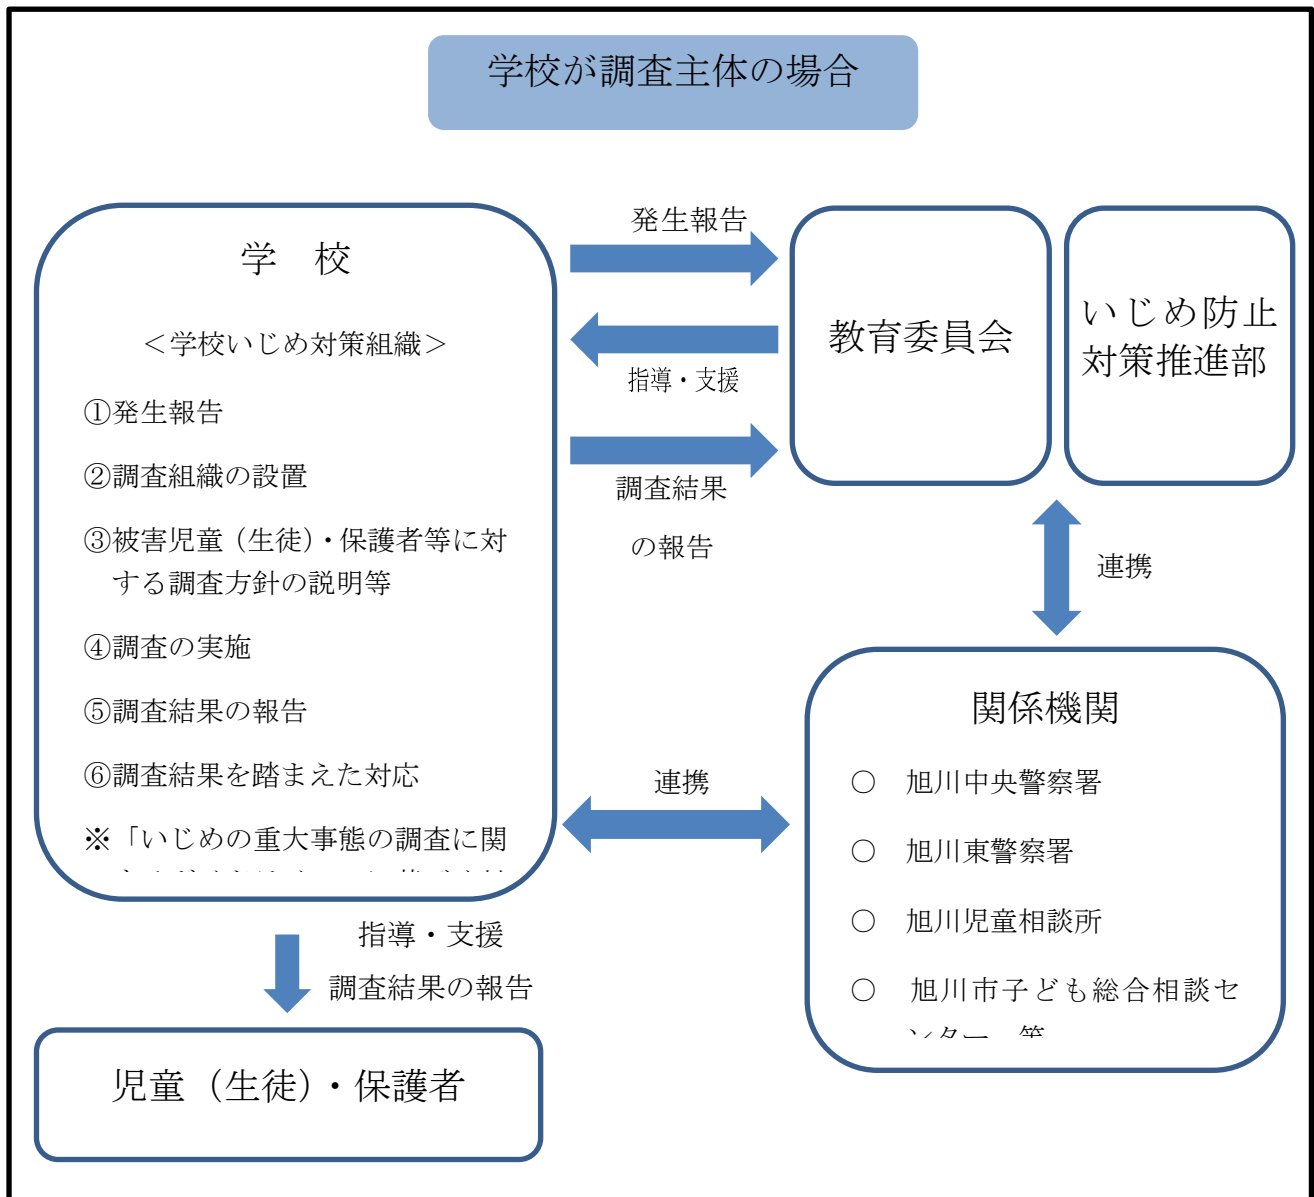 学校が調査主体の場合
学 校
<学校いじめ対策組織>
①発生報告
②調査組織の設置
③被害児童(生徒)・保護者等に対
する調査方針の説明等
④調査の実施
⑤調査結果の報告
⑥調査結果を踏まえた対応
※「いじめの重大事態の調査に関
発生報告
指導・支援
調査結果
の報告
教育委員会
いじめ防止
対策推進部
連携
連携
関係機関
○ 旭川中央警察署
○ 旭川東警察署
○ 旭川児童相談所
○ 旭川市子ども総合相談セ
指導・支援
調査結果の報告
児童(生徒)・保護者